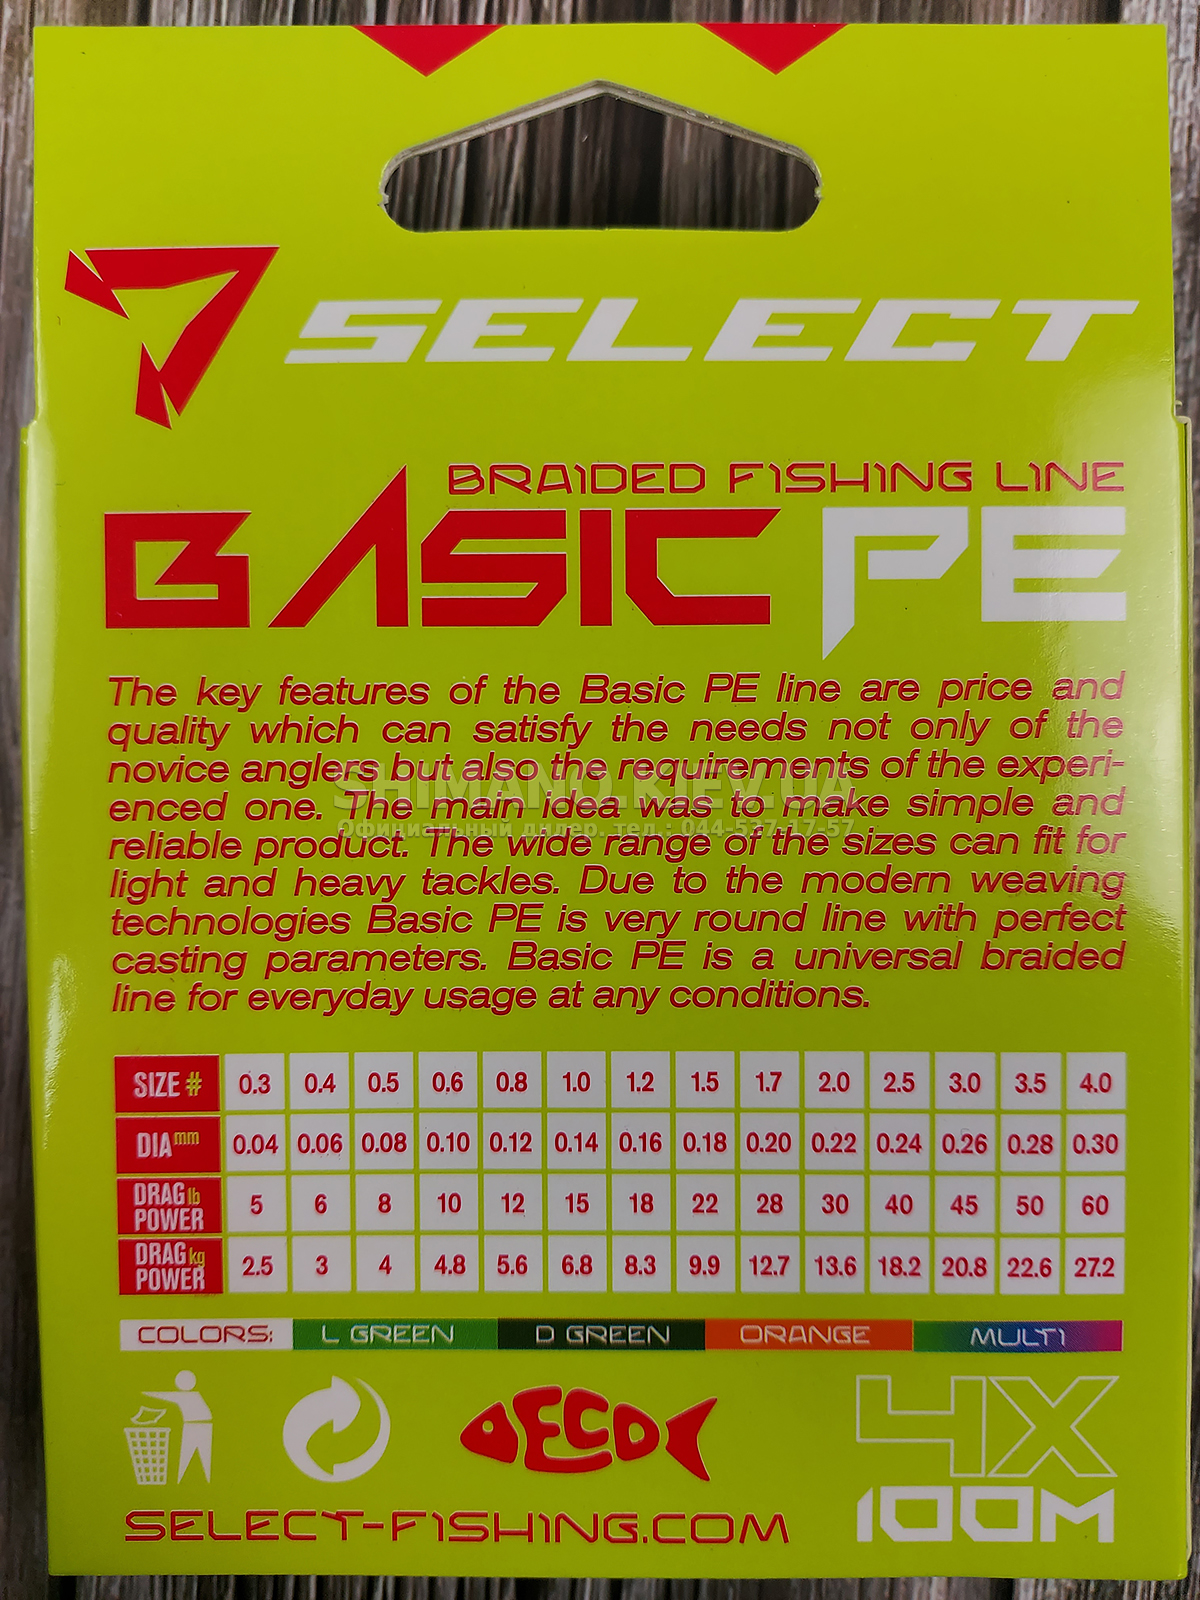 SELECT
BRAIDED FISHING LINE
BASIC PE
The key features of the Basic PE line are price and
quality which can satisfy the needs not only of the
novice anglers but also the requirements of the experi-
enced one. The main idea was to make simple and
reliable product. The wide range of the sizes can fit for
light and heavy tackles. Due to the modern weaving
technologies Basic PE is very round line with perfect
casting parameters. Basic PE is a universal braided
line for everyday usage at any conditions.
SHIMANO.KIEV.UA
Официальный дилер. тел.: 044-537-17-57
SIZE # 0.3 0.4 0.5 0.6 0.8 1.0 1.2 1.5 1.7 2.0 2.5 3.0 3.5 4.0
DIA mm 0.04 0.06 0.08 0.10 0.12 0.14 0.16 0.18 0.20 0.22 0.24 0.26 0.28 0.30
DRAG lb POWER 5 6 8 10 12 15 18 22 28 30 40 45 50 60
DRAG kg POWER 2.5 3 4 4.8 5.6 6.8 8.3 9.9 12.7 13.6 18.2 20.8 22.6 27.2
COLORS: L GREEN D GREEN ORANGE MULTI
ECO
4X
100M
SELECT-FISHING.COM